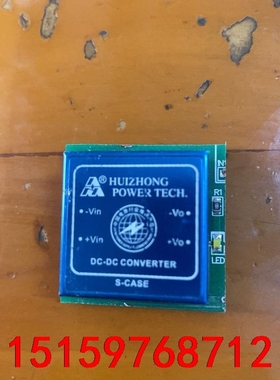 HUIZHONG
POWER TECH.
-Vin
-Vo
+Vin
+Vo
DC-DC CONVERTER
S-CASE
R1
LED
15159768712